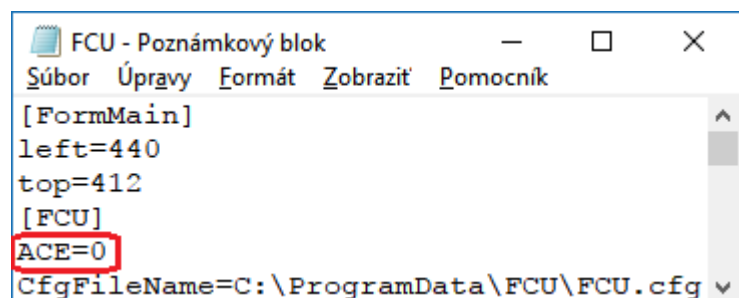 FCU - Poznámkový blok
Súbor Úpravy Formát Zobraziť Pomocník
[FormMain]
left=440
top=412
[FCU]
ACE=0
CfgFileName=C:\ProgramData\FCU\FCU.cfg